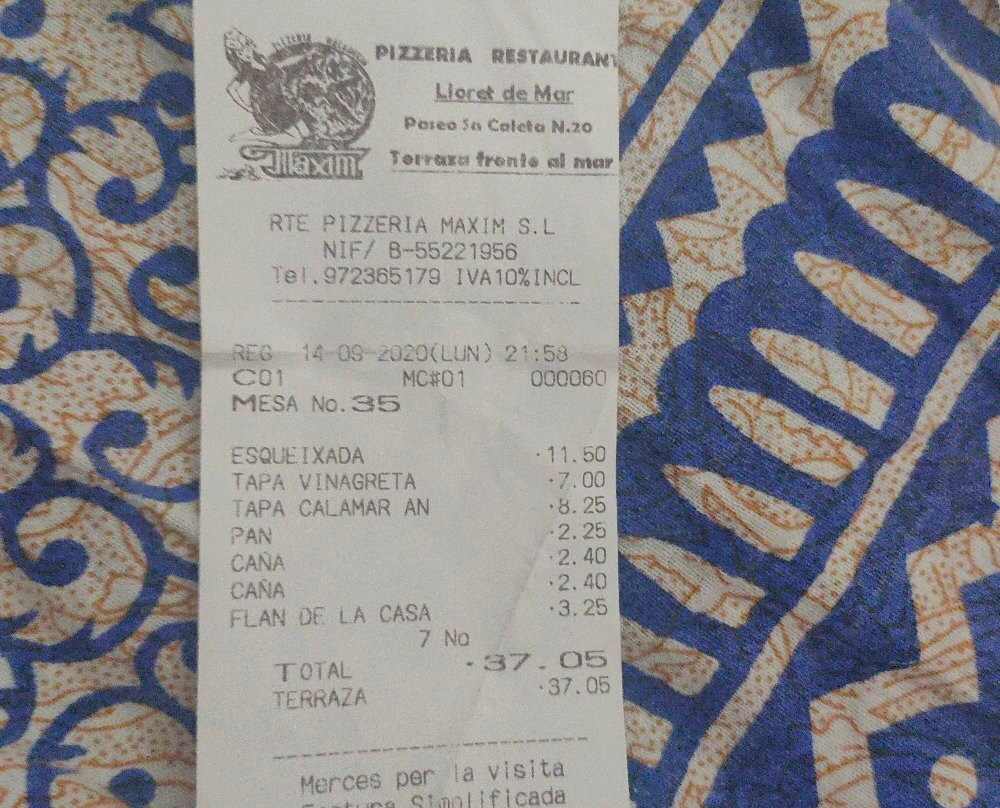 PIZZERIA RESTAURANT
Lloret de Mar
Paseo Sa Caleta N.20
Maxim
Terraza frente al mar
RTE PIZZERIA MAXIM S.L
NIF/ B-55221956
Tel.972365179 IVA10%INCL
REG 14-09-2020(LUN) 21:58
C01 MC#01 000060
MESA No.35
ESQUEIXADA ·11.50
TAPA VINAGRETA ·7.00
TAPA CALAMAR AN ·8.25
PAN ·2.25
CAÑA ·2.40
CAÑA ·2.40
FLAN DE LA CASA ·3.25
7 No
TOTAL ·37.05
TERRAZA ·37.05
Merces per la visita
Factura Simplificada